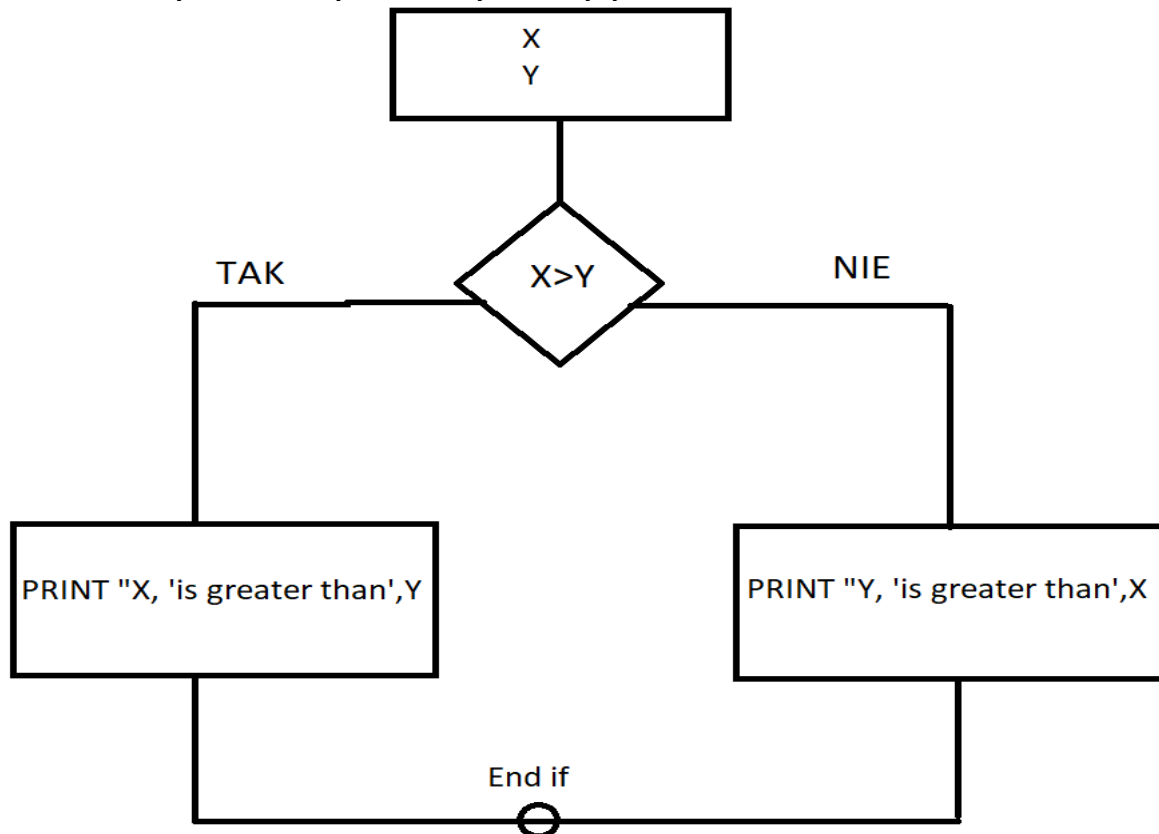 X
Y
TAK
X>Y
NIE
PRINT "X, 'is greater than',Y
PRINT "Y, 'is greater than',X
End if